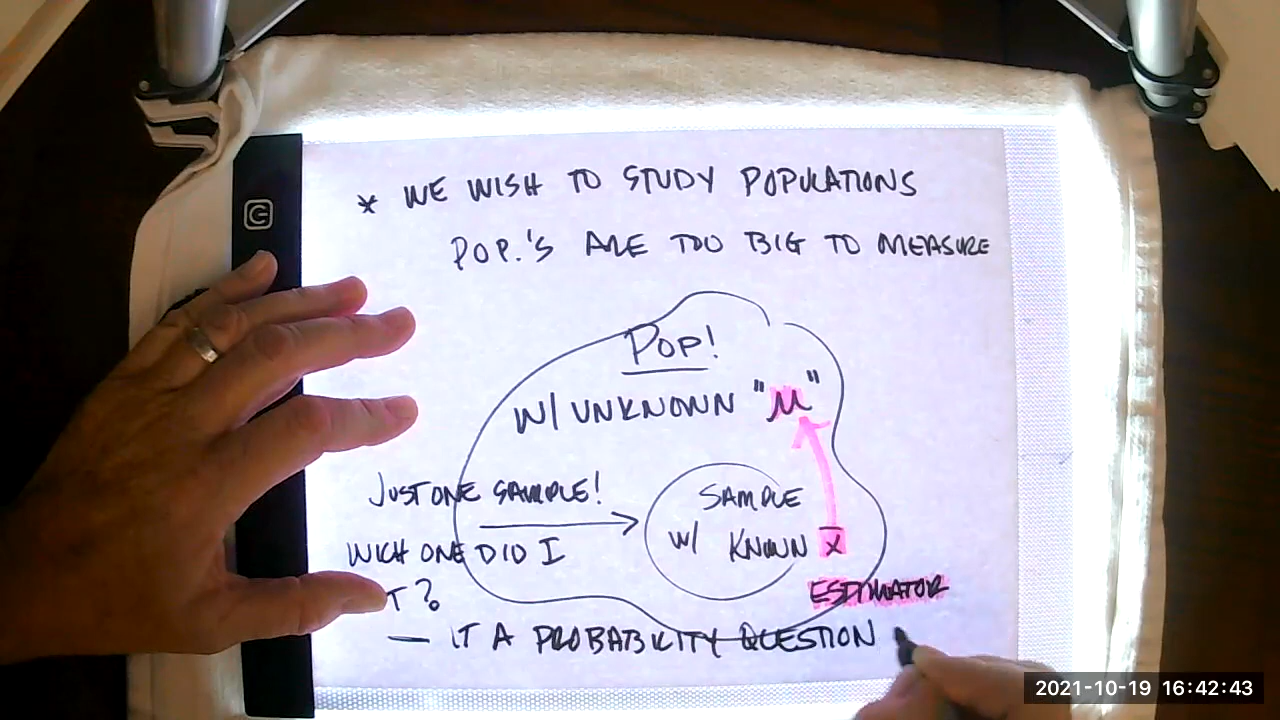 * WE WISH TO STUDY POPULATIONS
POP.'S ARE TOO BIG TO MEASURE
POP!
W/ UNKNOWN "μ"
JUST ONE SAMPLE!
SAMPLE
W/ KNOWN x̄
WICH ONE DID I
T?
ESTIMATOR
— IT A PROBABILITY QUESTION
2021-10-19 16:42:43